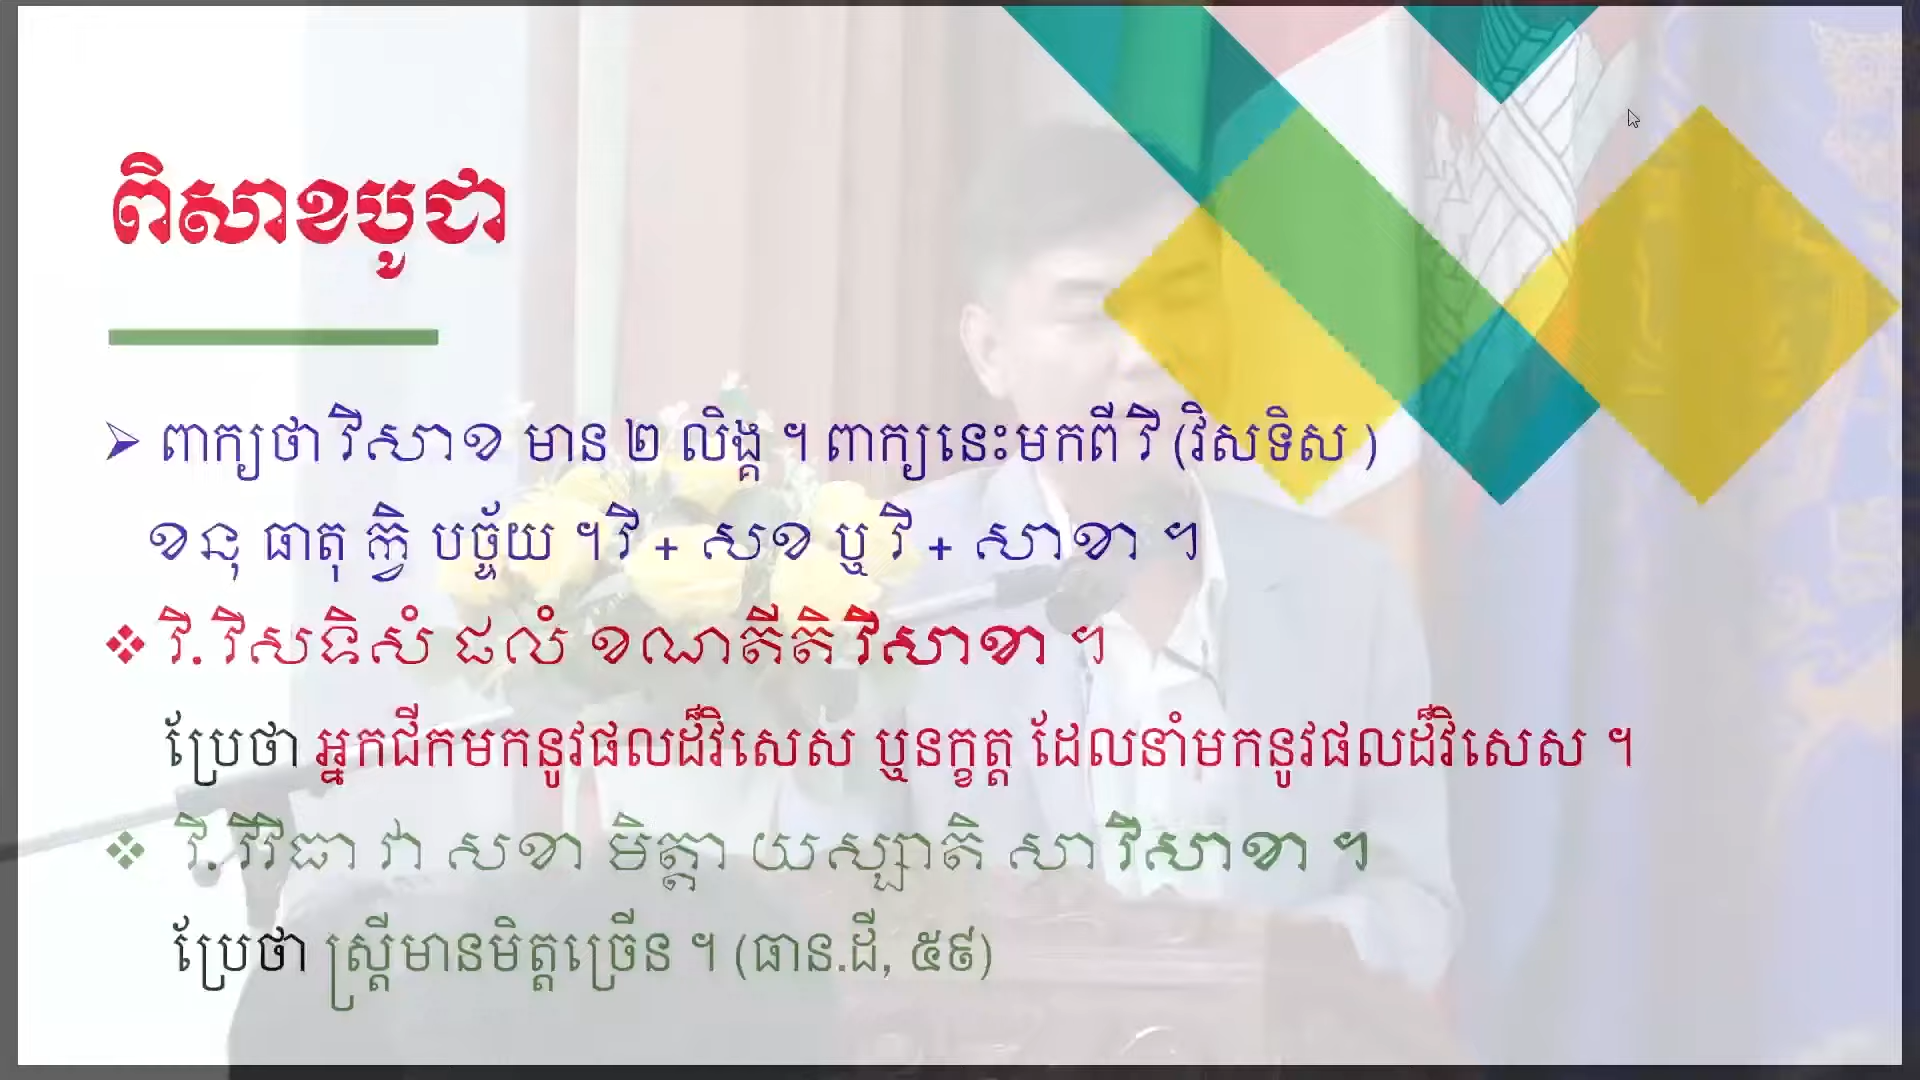 ពិសាខបូជា
ពាក្យថា វិសាខ មាន ២ លិង្គ ។ ពាក្យនេះមកពី វិ (វិសទិស )
ខនុ ធាតុ ក្វិ បច្ច័យ ។ វិ + សខ ឬ វិ + សាខា ។
វិ. វិសទិសំ ផលំ ខណតីតិ វិសាខា ។
ប្រែថា អ្នកជីកមកនូវផលដ៏វិសេស ឬនក្ខត្ត ដែលនាំមកនូវផលដ៏វិសេស ។
វិ. វិវិធា វា សខា មិត្តា យស្សាតិ សា វិសាខា ។
ប្រែថា ស្ត្រីមានមិត្តច្រើន ។ (ធាន.ដី, ៥៩)